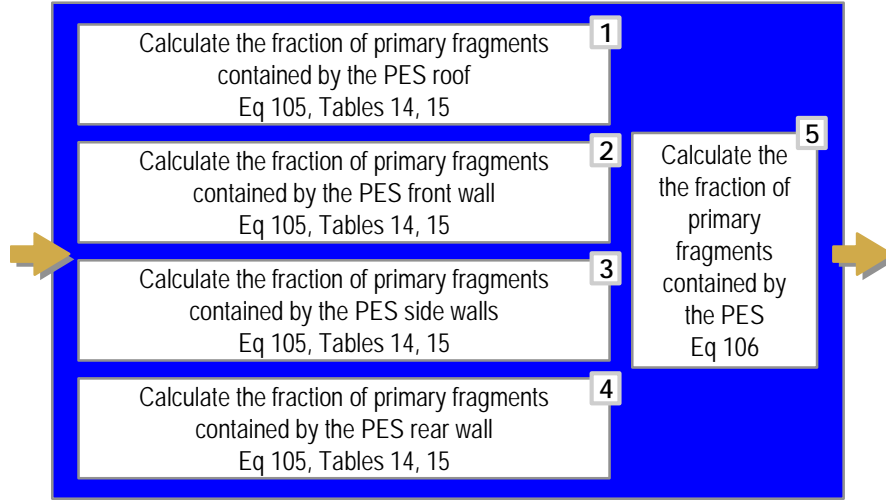 1
Calculate the fraction of primary fragments
contained by the PES roof
Eq 105, Tables 14, 15
2
Calculate the fraction of primary fragments
contained by the PES front wall
Eq 105, Tables 14, 15
3
Calculate the fraction of primary fragments
contained by the PES side walls
Eq 105, Tables 14, 15
4
Calculate the fraction of primary fragments
contained by the PES rear wall
Eq 105, Tables 14, 15
5
Calculate the
the fraction of
primary
fragments
contained by
the PES
Eq 106